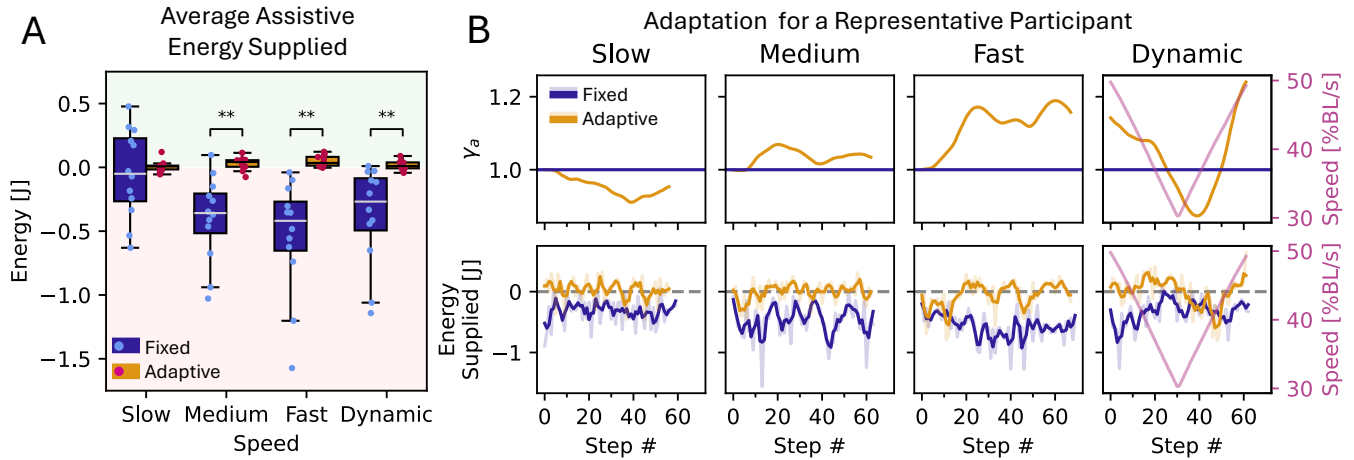 A
Average Assistive
Energy Supplied
Energy [J]
0.5
0.0
−0.5
−1.0
−1.5
** ** **
Fixed
Adaptive
Slow Medium Fast Dynamic
Speed
B
Adaptation for a Representative Participant
Slow Medium Fast Dynamic
γa
1.2
1.0
Fixed
Adaptive
50
40
30
Speed [%BL/s]
Energy
Supplied [J]
0
−1
50
40
30
Speed [%BL/s]
0 20 40 60 0 20 40 60 0 20 40 60 0 20 40 60
Step # Step # Step # Step #